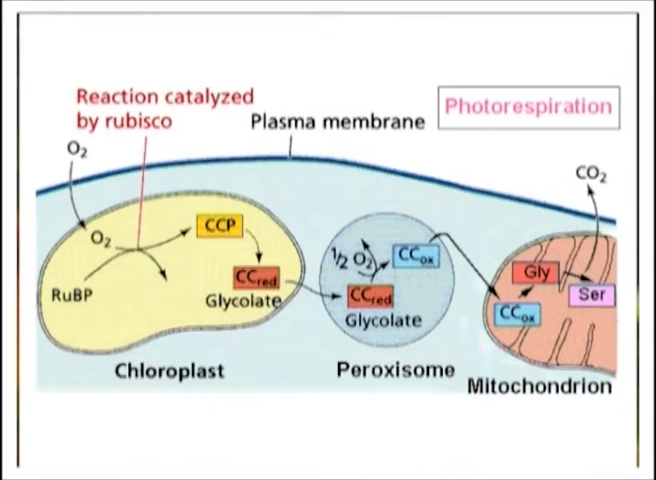 Reaction catalyzed
by rubisco
Plasma membrane
Photorespiration
O₂
CO₂
O₂
CCP
RuBP
CCred
Glycolate
½ O₂
CCox
CCred
Glycolate
Gly
Ser
CCox
Chloroplast
Peroxisome
Mitochondrion